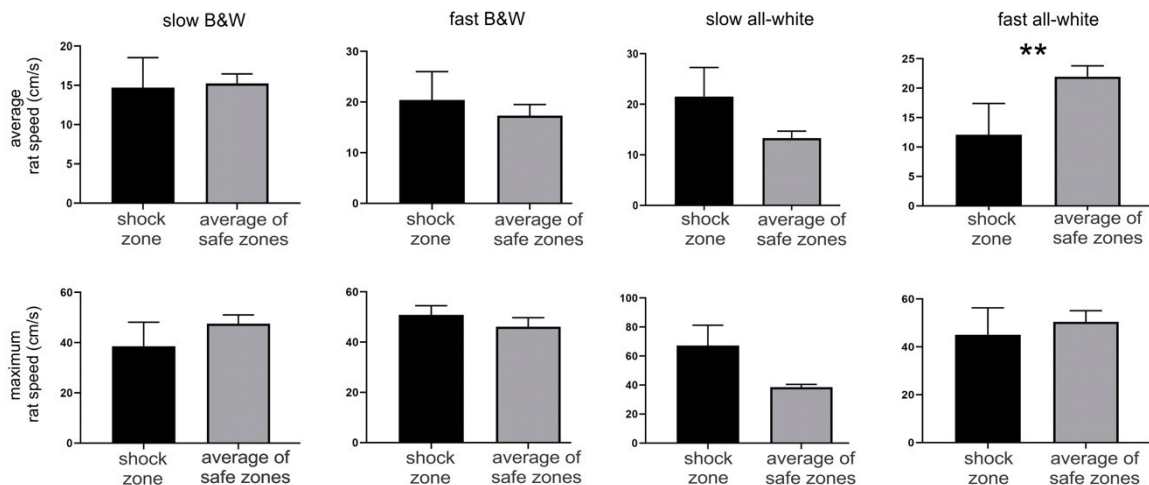 slow B&W
fast B&W
slow all-white
fast all-white
average
rat speed (cm/s)
20
15
10
5
0
shock
zone
average of
safe zones
30
20
10
0
shock
zone
average of
safe zones
30
20
10
0
shock
zone
average of
safe zones
**
25
20
15
10
5
0
shock
zone
average of
safe zones
maximum
rat speed (cm/s)
60
40
20
0
shock
zone
average of
safe zones
60
40
20
0
shock
zone
average of
safe zones
100
80
60
40
20
0
shock
zone
average of
safe zones
60
40
20
0
shock
zone
average of
safe zones